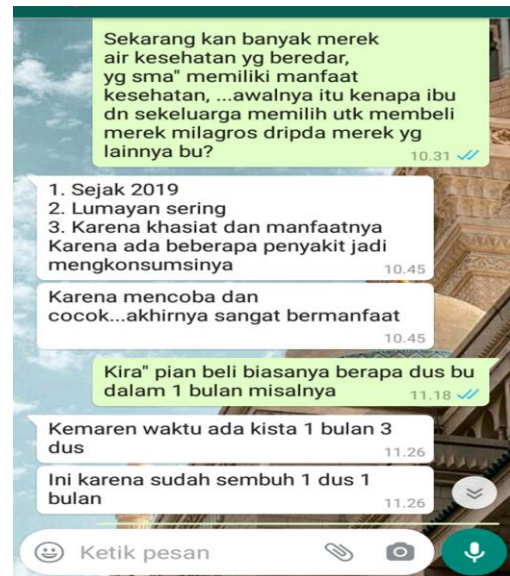 Sekarang kan banyak merek
air kesehatan yg beredar,
yg sma" memiliki manfaat
kesehatan, ...awalnya itu kenapa ibu
dn sekeluarga memilih utk membeli
merek milagros dripda merek yg
lainnya bu?
10.31
1. Sejak 2019
2. Lumayan sering
3. Karena khasiat dan manfaatnya
Karena ada beberapa penyakit jadi
mengkonsumsinya
10.45
Karena mencoba dan
cocok...akhirnya sangat bermanfaat
10.45
Kira" pian beli biasanya berapa dus bu
dalam 1 bulan misalnya
11.18
Kemaren waktu ada kista 1 bulan 3
dus
11.26
Ini karena sudah sembuh 1 dus 1
bulan
11.26
Ketik pesan